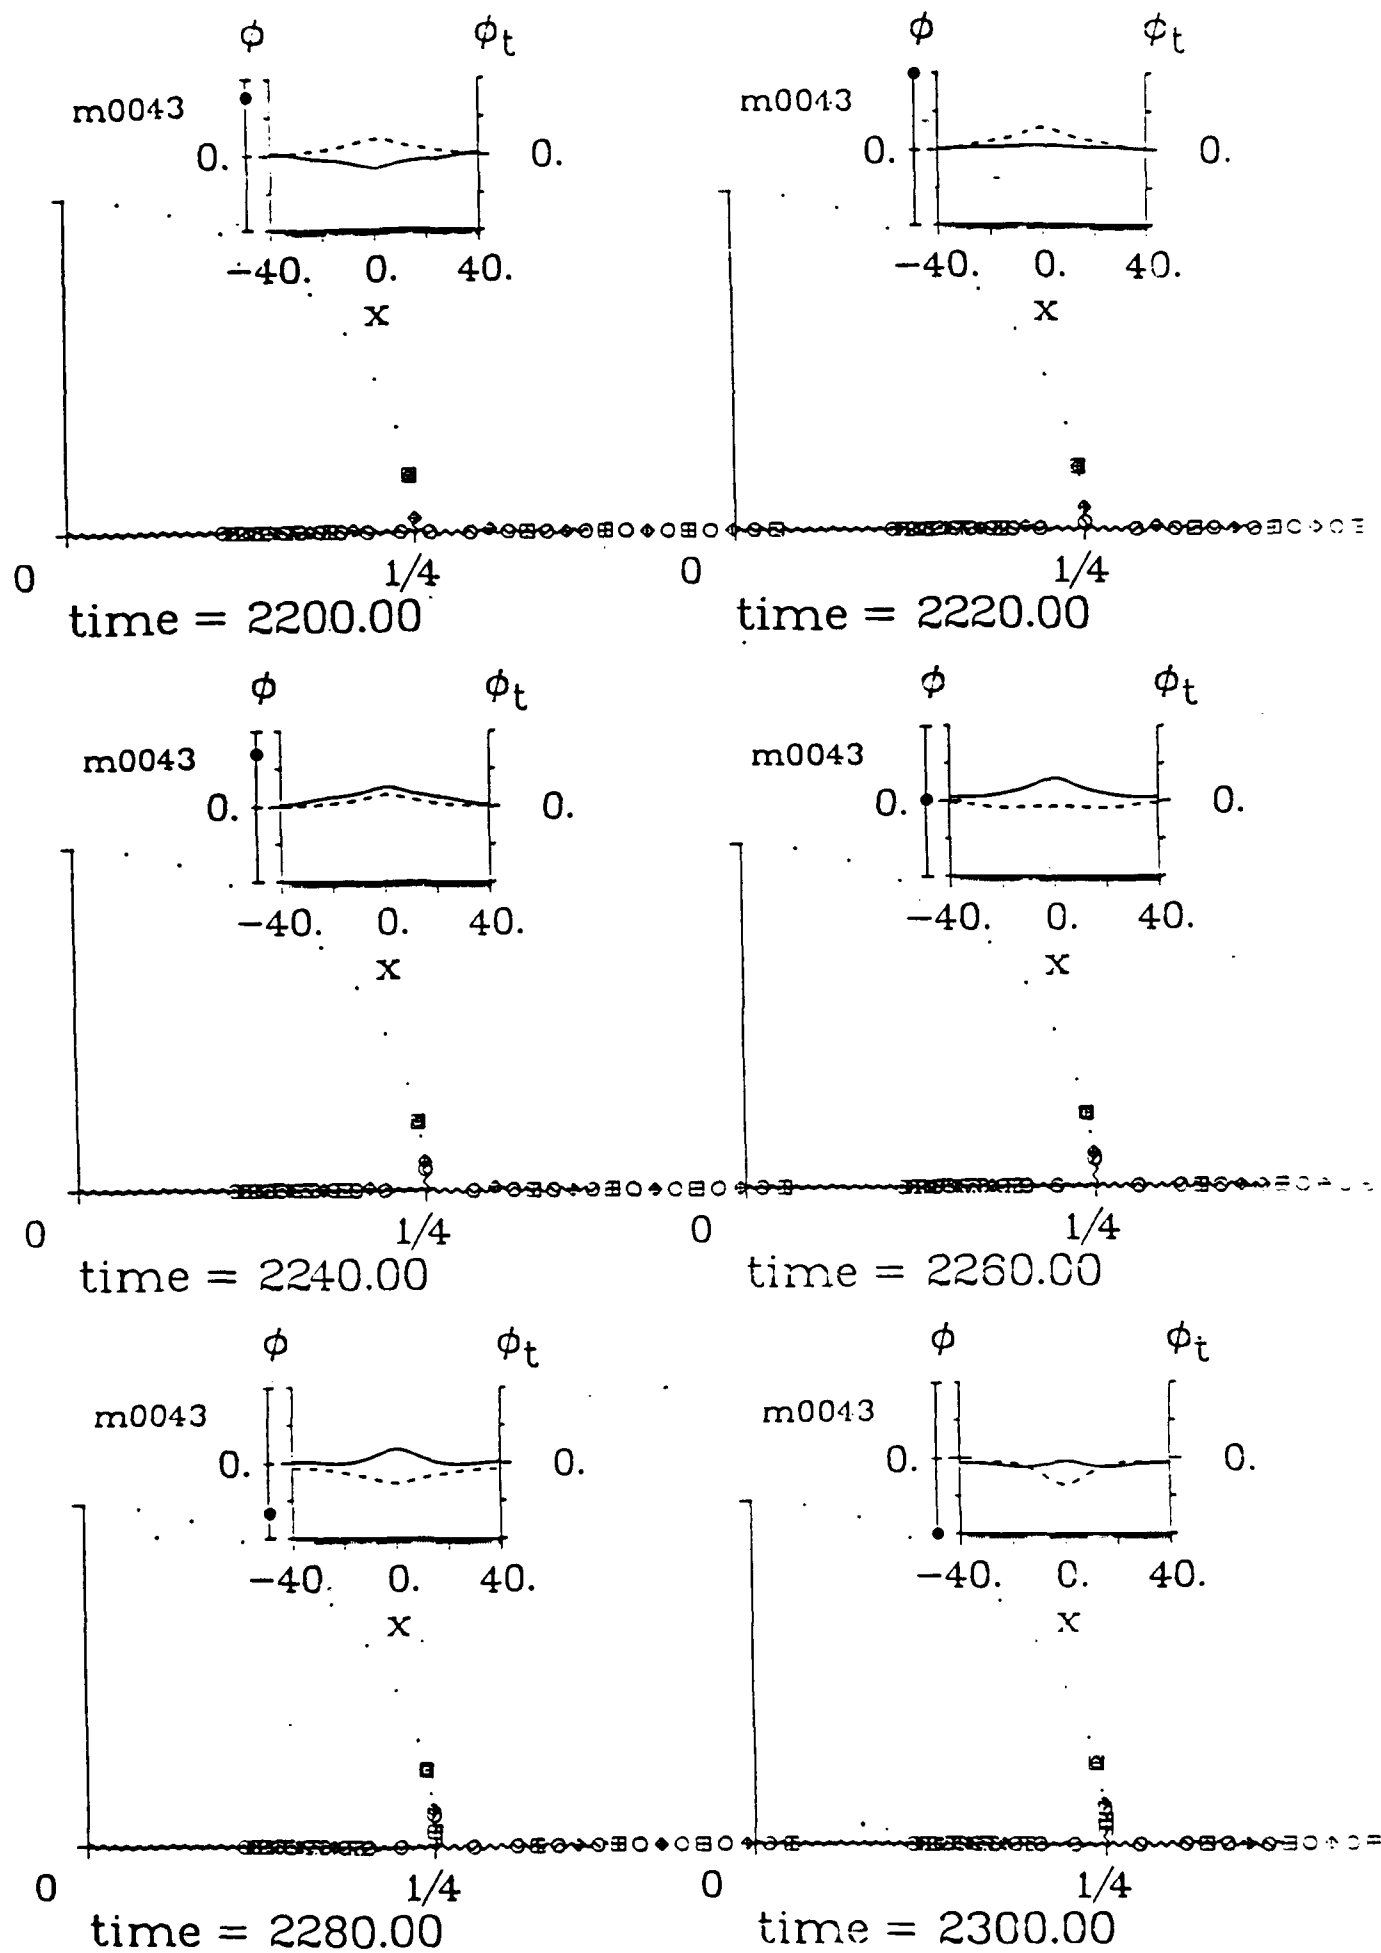 ϕ ϕt
m0043
0. 0.
−40. 0. 40.
x
0 1/4
time = 2200.00
ϕ ϕt
m0043
0. 0.
−40. 0. 40.
x
0 1/4
time = 2220.00
ϕ ϕt
m0043
0. 0.
−40. 0. 40.
x
0 1/4
time = 2240.00
ϕ ϕt
m0043
0. 0.
−40. 0. 40.
x
0 1/4
time = 2260.00
ϕ ϕt
m0043
0. 0.
−40. 0. 40.
x
0 1/4
time = 2280.00
ϕ ϕt
m0043
0. 0.
−40. 0. 40.
x
0 1/4
time = 2300.00